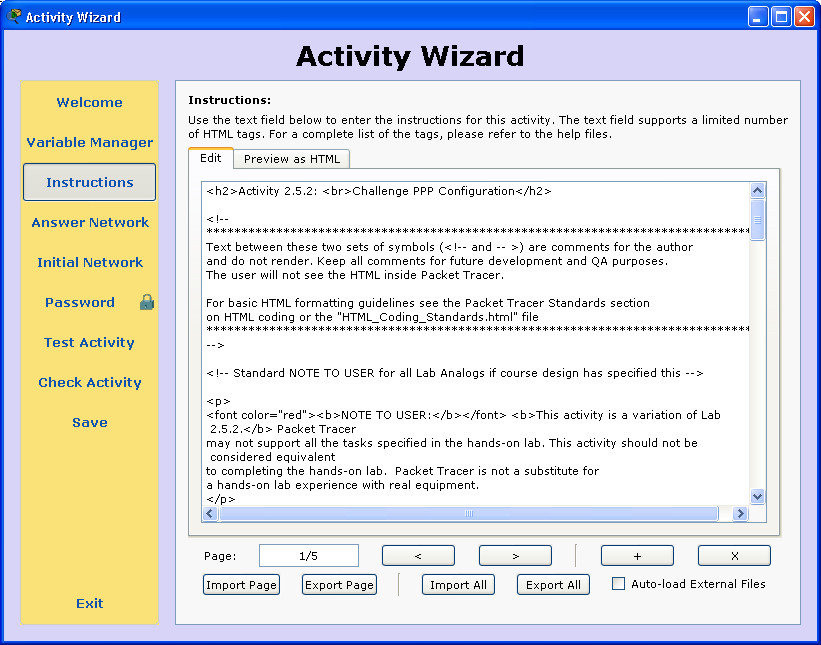 Activity Wizard
Activity Wizard
Welcome
Variable Manager
Instructions
Answer Network
Initial Network
Password
Test Activity
Check Activity
Save
Exit
Instructions:
Use the text field below to enter the instructions for this activity. The text field supports a limited number
of HTML tags. For a complete list of the tags, please refer to the help files.
Edit
Preview as HTML
<h2>Activity 2.5.2: <br>Challenge PPP Configuration</h2>
<!--
******************************************************************************
Text between these two sets of symbols (<!-- and -- >) are comments for the author
and do not render. Keep all comments for future development and QA purposes.
The user will not see the HTML inside Packet Tracer.
For basic HTML formatting guidelines see the Packet Tracer Standards section
on HTML coding or the "HTML_Coding_Standards.html" file
******************************************************************************
-->
<!-- Standard NOTE TO USER for all Lab Analogs if course design has specified this -->
<p>
<font color="red"><b>NOTE TO USER:</b></font> <b>This activity is a variation of Lab
2.5.2.</b> Packet Tracer
may not support all the tasks specified in the hands-on lab. This activity should not be
considered equivalent
to completing the hands-on lab.  Packet Tracer is not a substitute for
a hands-on lab experience with real equipment.
</p>
Page:
1/5
<
>
+
X
Import Page
Export Page
Import All
Export All
Auto-load External Files